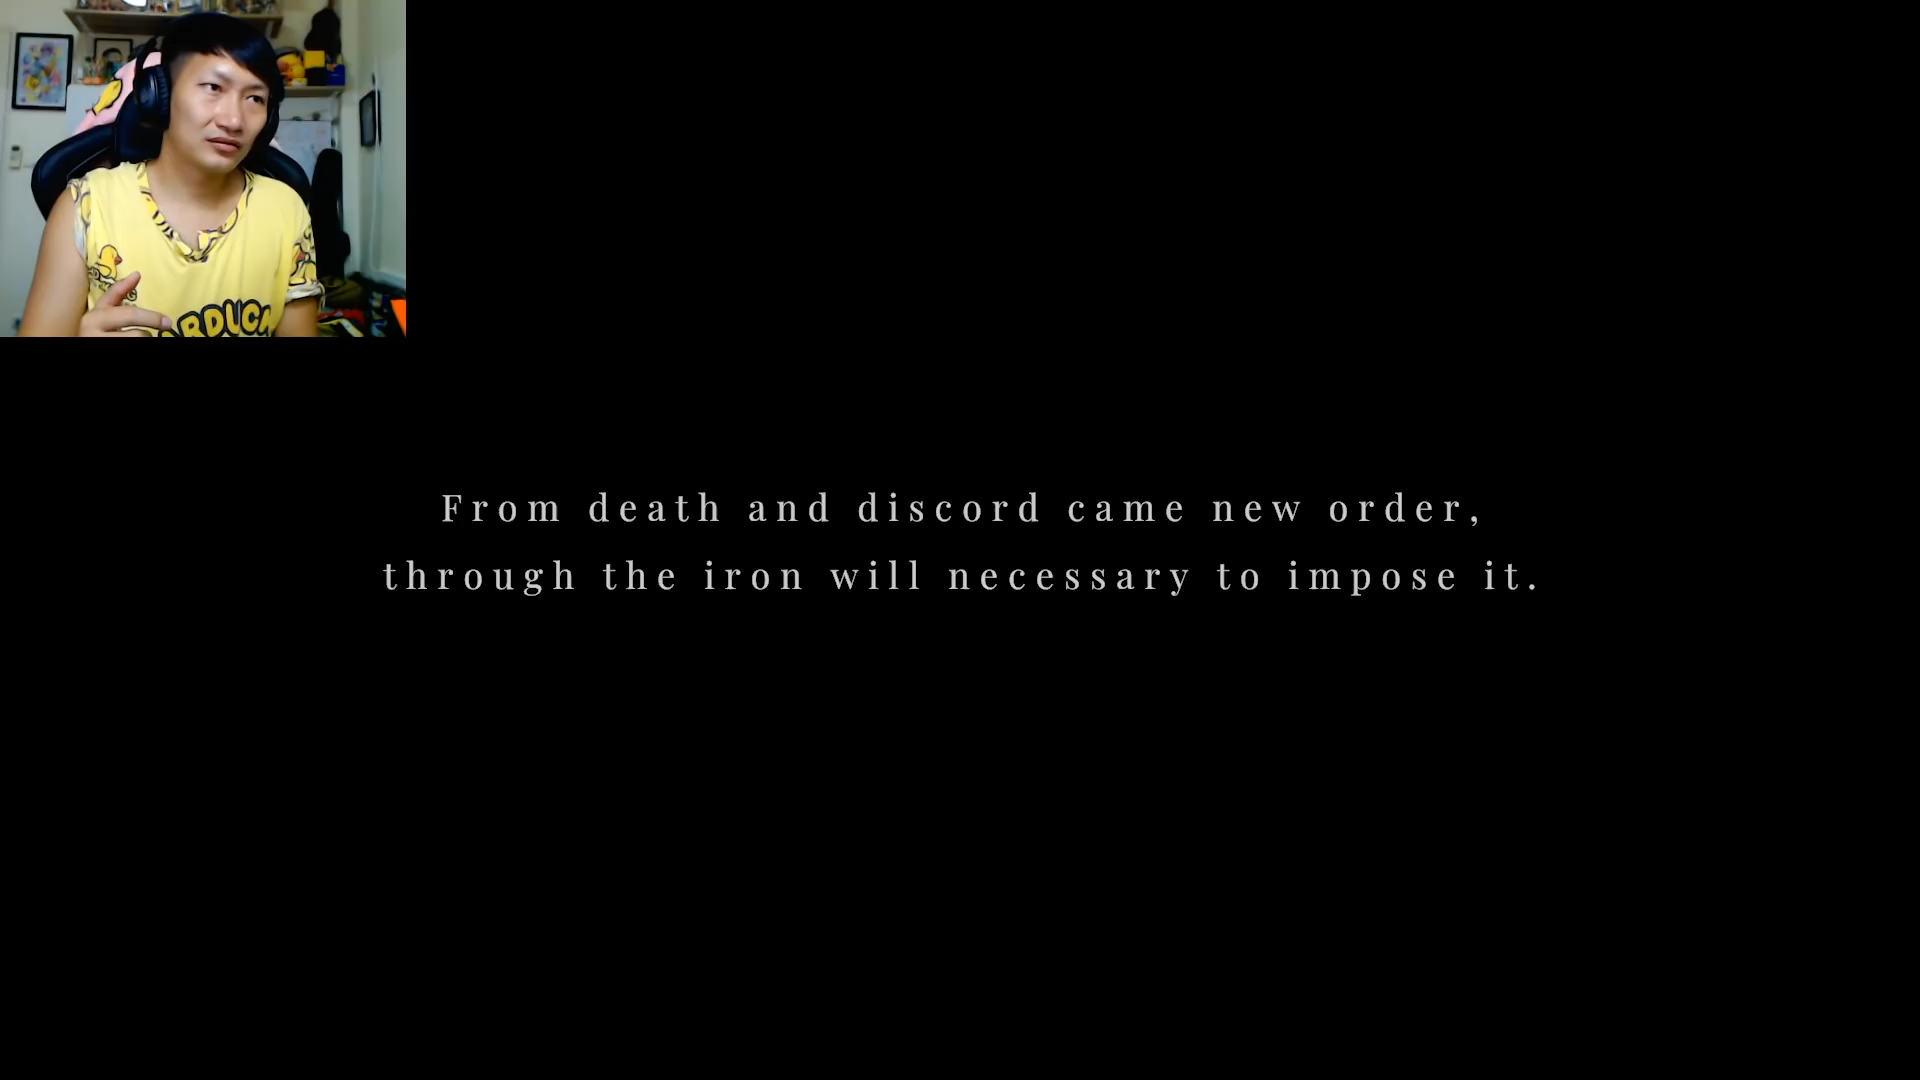 From death and discord came new order,
through the iron will necessary to impose it.